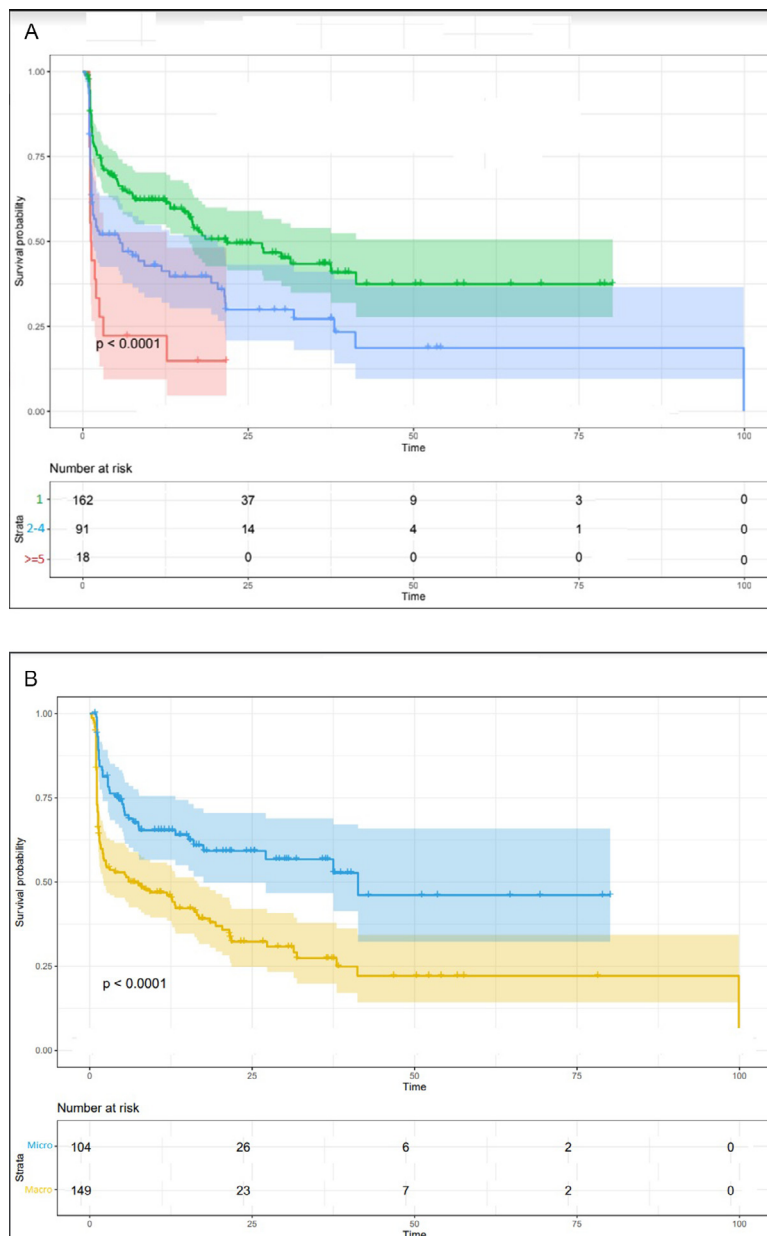 A
1.00
0.75
0.50
0.25
0.00
Survival probability
p < 0.0001
0 25 50 75 100
Time
Number at risk
Strata
1 162 37 9 3 0
2-4 91 14 4 1 0
>=5 18 0 0 0 0
0 25 50 75 100
Time
B
1.00
0.75
0.50
0.25
0.00
Survival probability
p < 0.0001
0 25 50 75 100
Time
Number at risk
Strata
Micro 104 26 6 2 0
Macro 149 23 7 2 0
0 25 50 75 100
Time